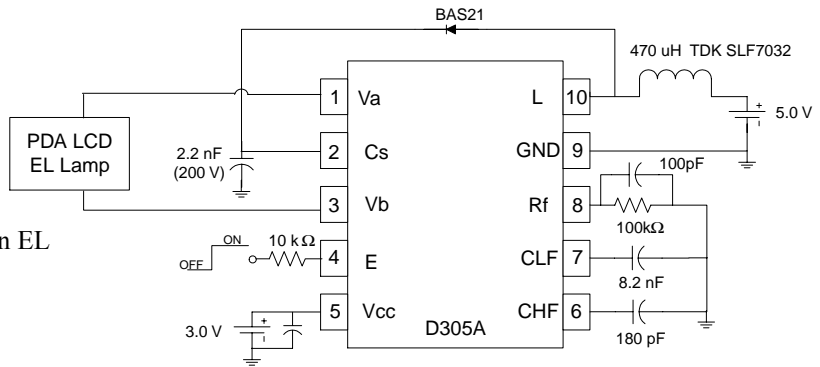 BAS21
470 uH TDK SLF7032
+
5.0 V
-
PDA LCD
EL Lamp
2.2 nF
(200 V)
1 Va
2 Cs
3 Vb
4 E
5 Vcc
L 10
GND 9
Rf 8
CLF 7
CHF 6
D305A
100pF
100kΩ
8.2 nF
180 pF
n EL
OFF
ON
10 kΩ
3.0 V
+
-